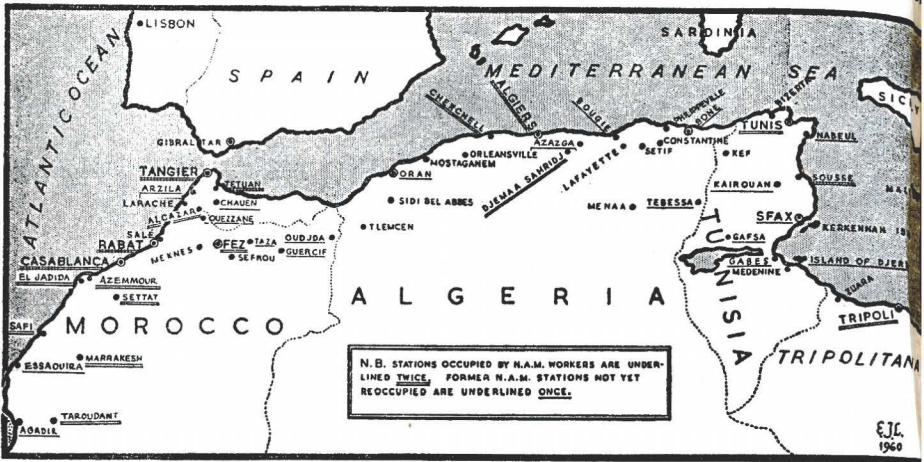 LISBON
SARDINIA
SPAIN
MEDITERRANEAN SEA
ATLANTIC OCEAN
CHERCHELL
ALGIERS
BOUGIE
PHILIPPEVILLE
BONE
BIZERTA
TUNIS
NABEUL
GIBRALTAR
AZAZGA
CONSTANTINE
SETIF
KEF
ORLEANSVILLE
MOSTAGANEM
DJEMAA SAHRIDJ
LAFAYETTE
TANGIER
TETUAN
ORAN
KAIROUAN
SOUSSE
ARZILA
LARACHE
CHAUEN
ALCAZAR
OUEZZANE
SIDI BEL ABBES
MENAA
TEBESSA
SFAX
TLEMCEN
KERKENNAH IS
SALE
RABAT
MEKNES
FEZ
TAZA
SEFROU
OUDJDA
GUERCIF
GAFSA
CASABLANCA
GABES
MEDENINE
ISLAND OF DJER
EL JADIDA
AZEMMOUR
SETTAT
ZUARA
TRIPOLI
ALGERIA
TUNISIA
SAFI
MOROCCO
TRIPOLITANA
ESSAOUIRA
MARRAKESH
N.B. STATIONS OCCUPIED BY N.A.M. WORKERS ARE UNDER-
LINED TWICE, FORMER N.A.M. STATIONS NOT YET
REOCCUPIED ARE UNDERLINED ONCE.
TAROUDANT
AGADIR
E.J.L.
1960